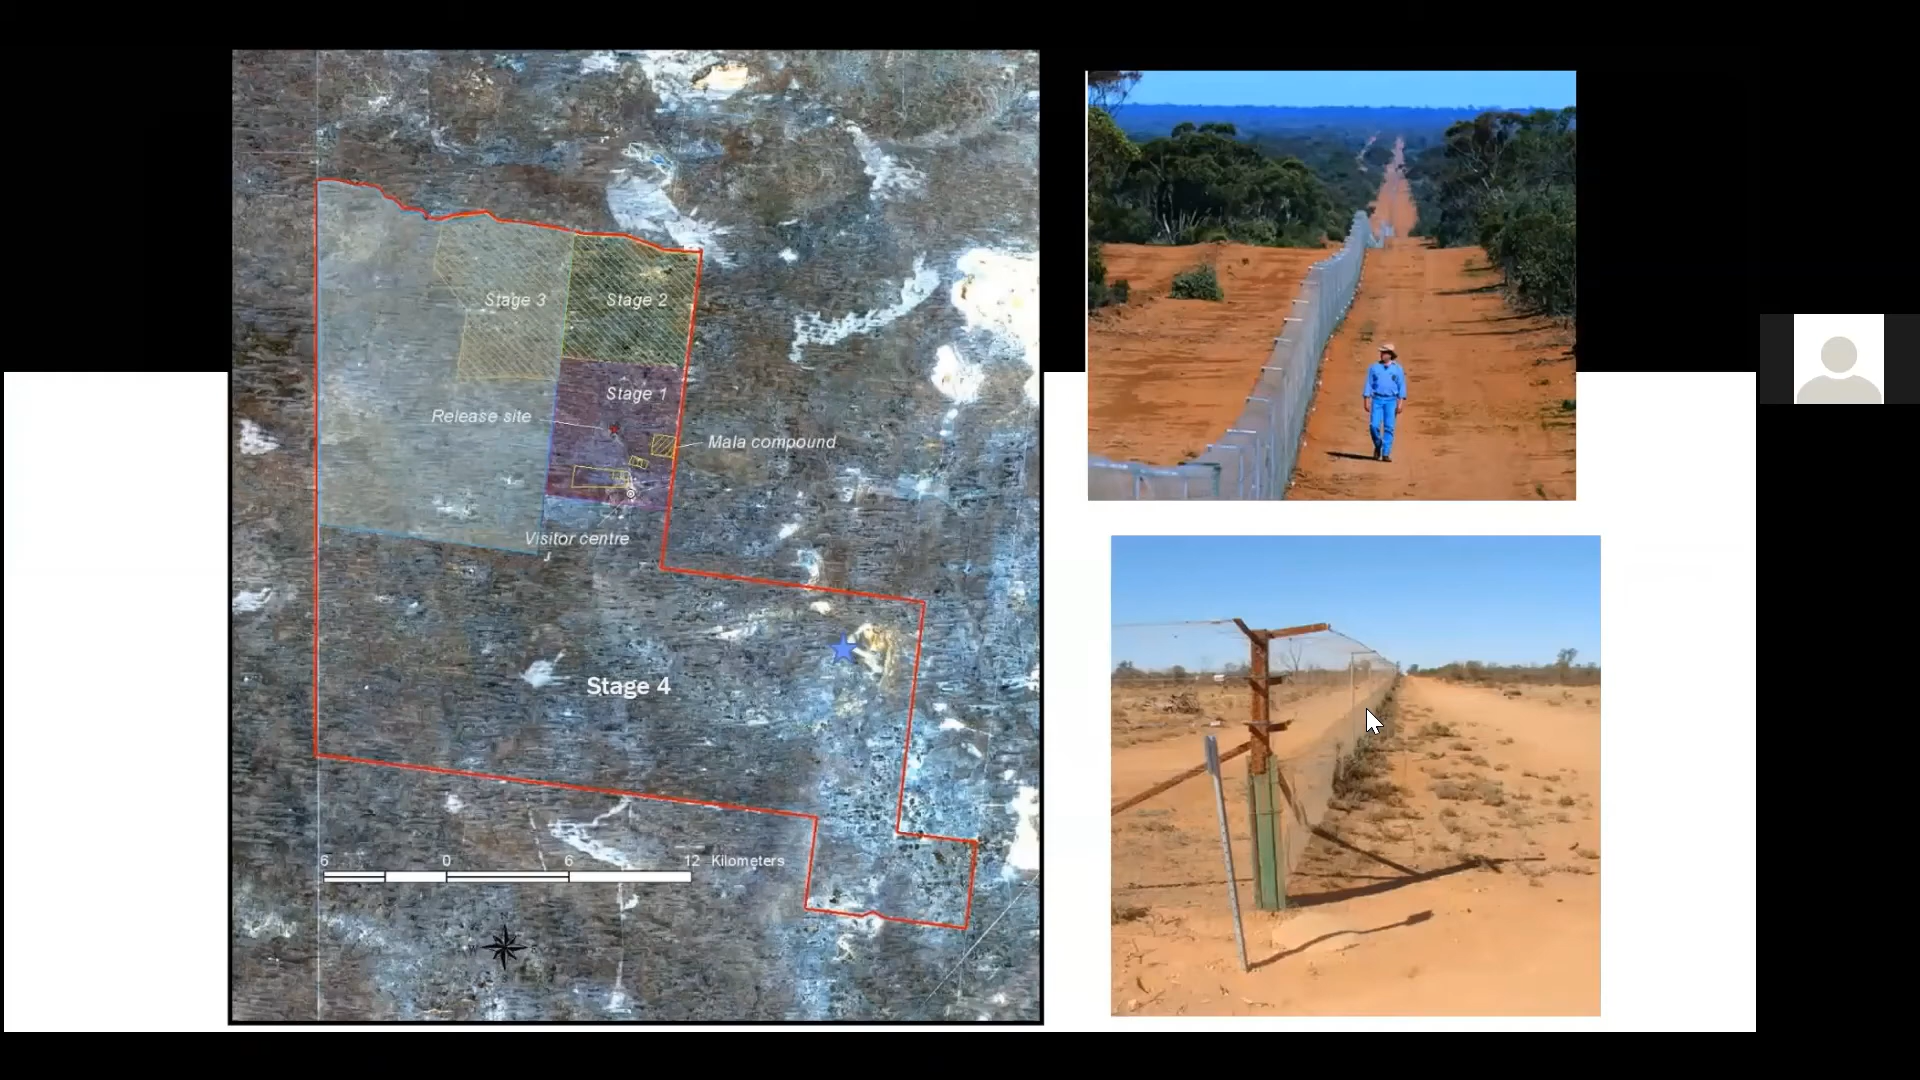 Stage 3
Stage 2
Stage 1
Release site
Mala compound
Visitor centre
Stage 4
6 0 6 12 Kilometers